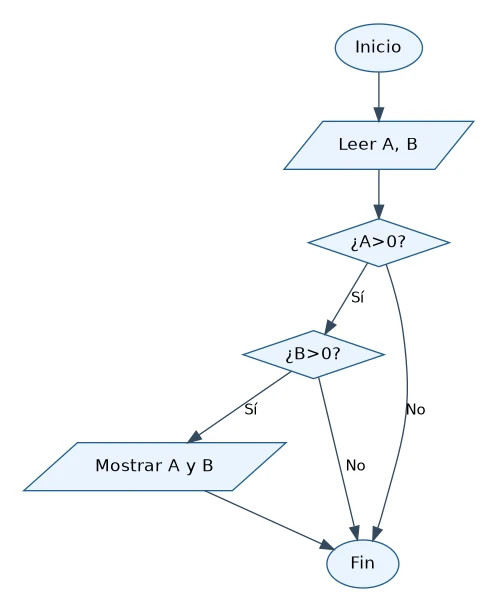 Inicio
Leer A, B
¿A>0?
Sí
¿B>0?
Sí
No
Mostrar A y B
No
Fin